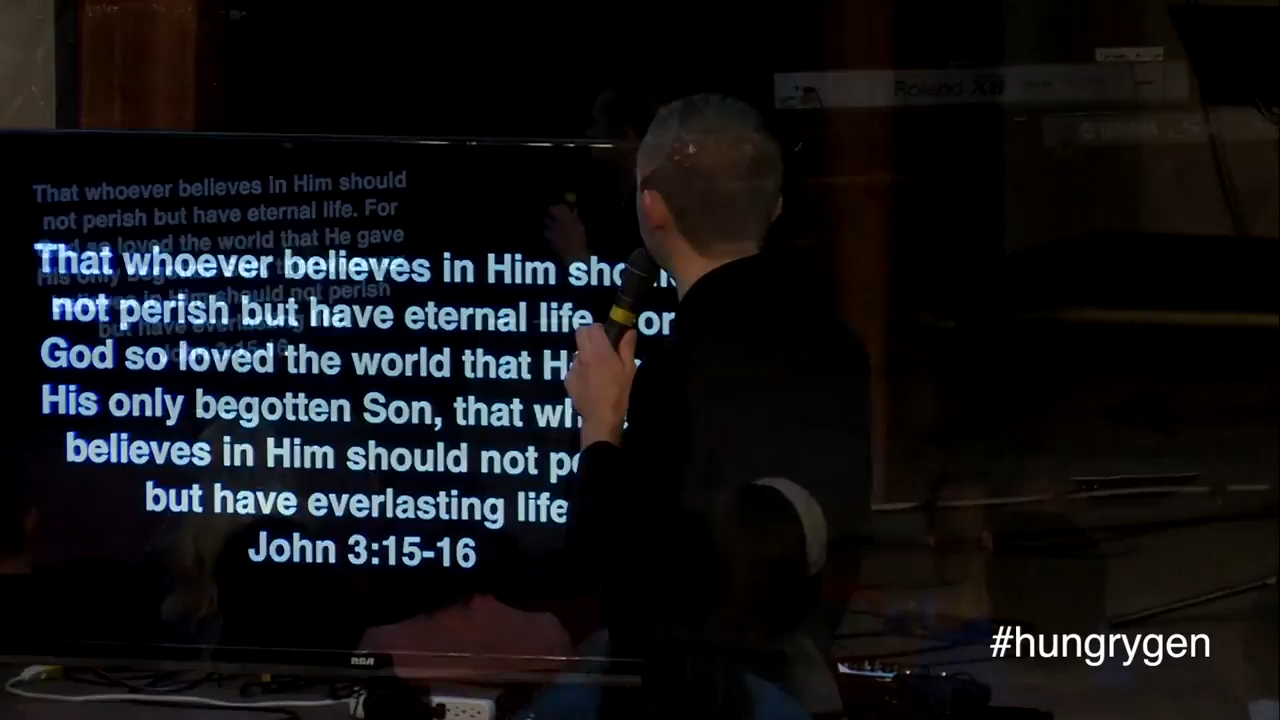 Roland
That whoever believes in Him should
not perish but have eternal life. For
loved the world that He gave
That whoever believes in Him
not perish but have eternal life
God so loved the world that
His only begotten Son, that
believes in Him should not
but have everlasting life
John 3:15-16
RCA
#hungrygen